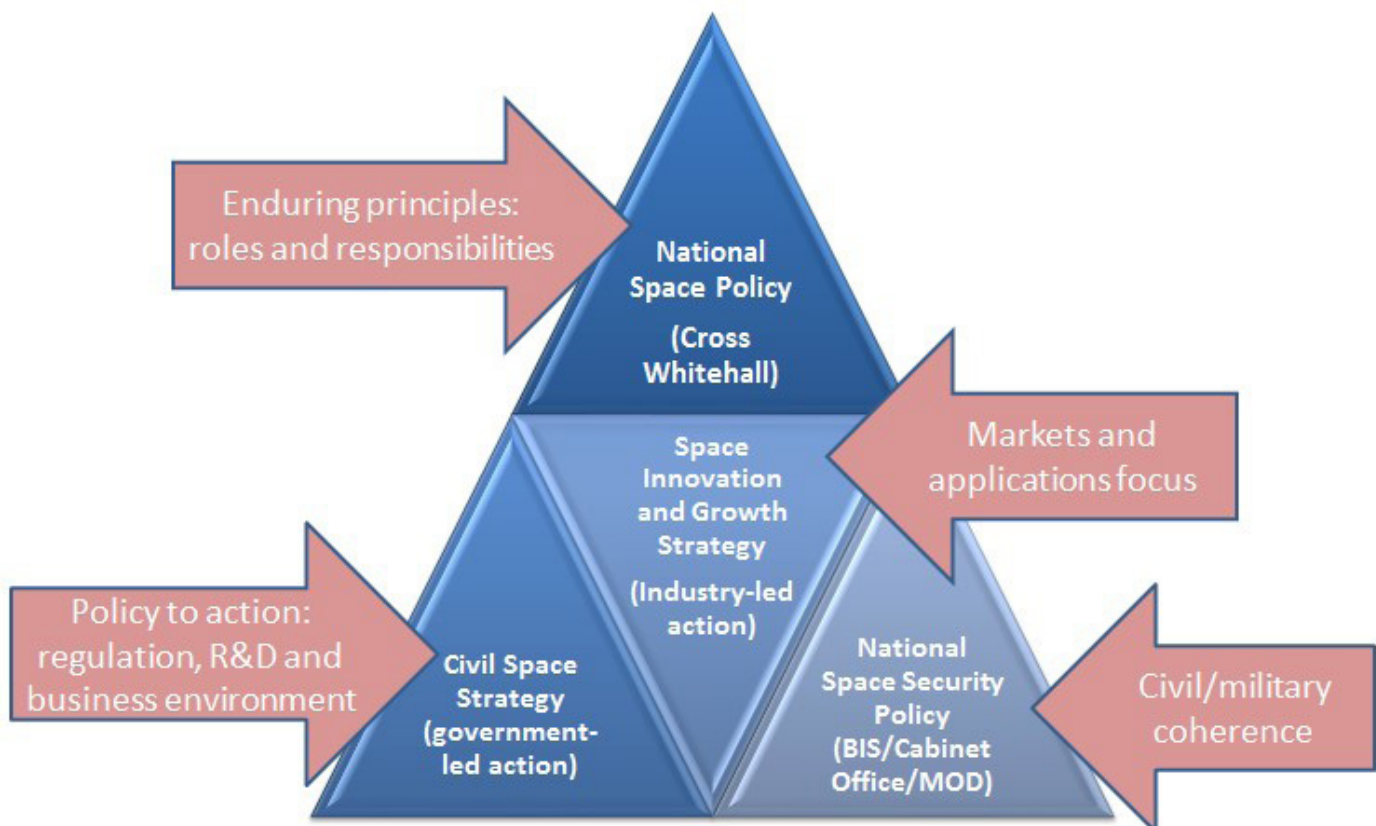 Enduring principles:
roles and responsibilities
National
Space Policy
(Cross
Whitehall)
Markets and
applications focus
Space
Innovation
and Growth
Strategy
(Industry-led
action)
Policy to action:
regulation, R&D and
business environment
Civil Space
Strategy
(government-
led action)
National
Space Security
Policy
(BIS/Cabinet
Office/MOD)
Civil/military
coherence